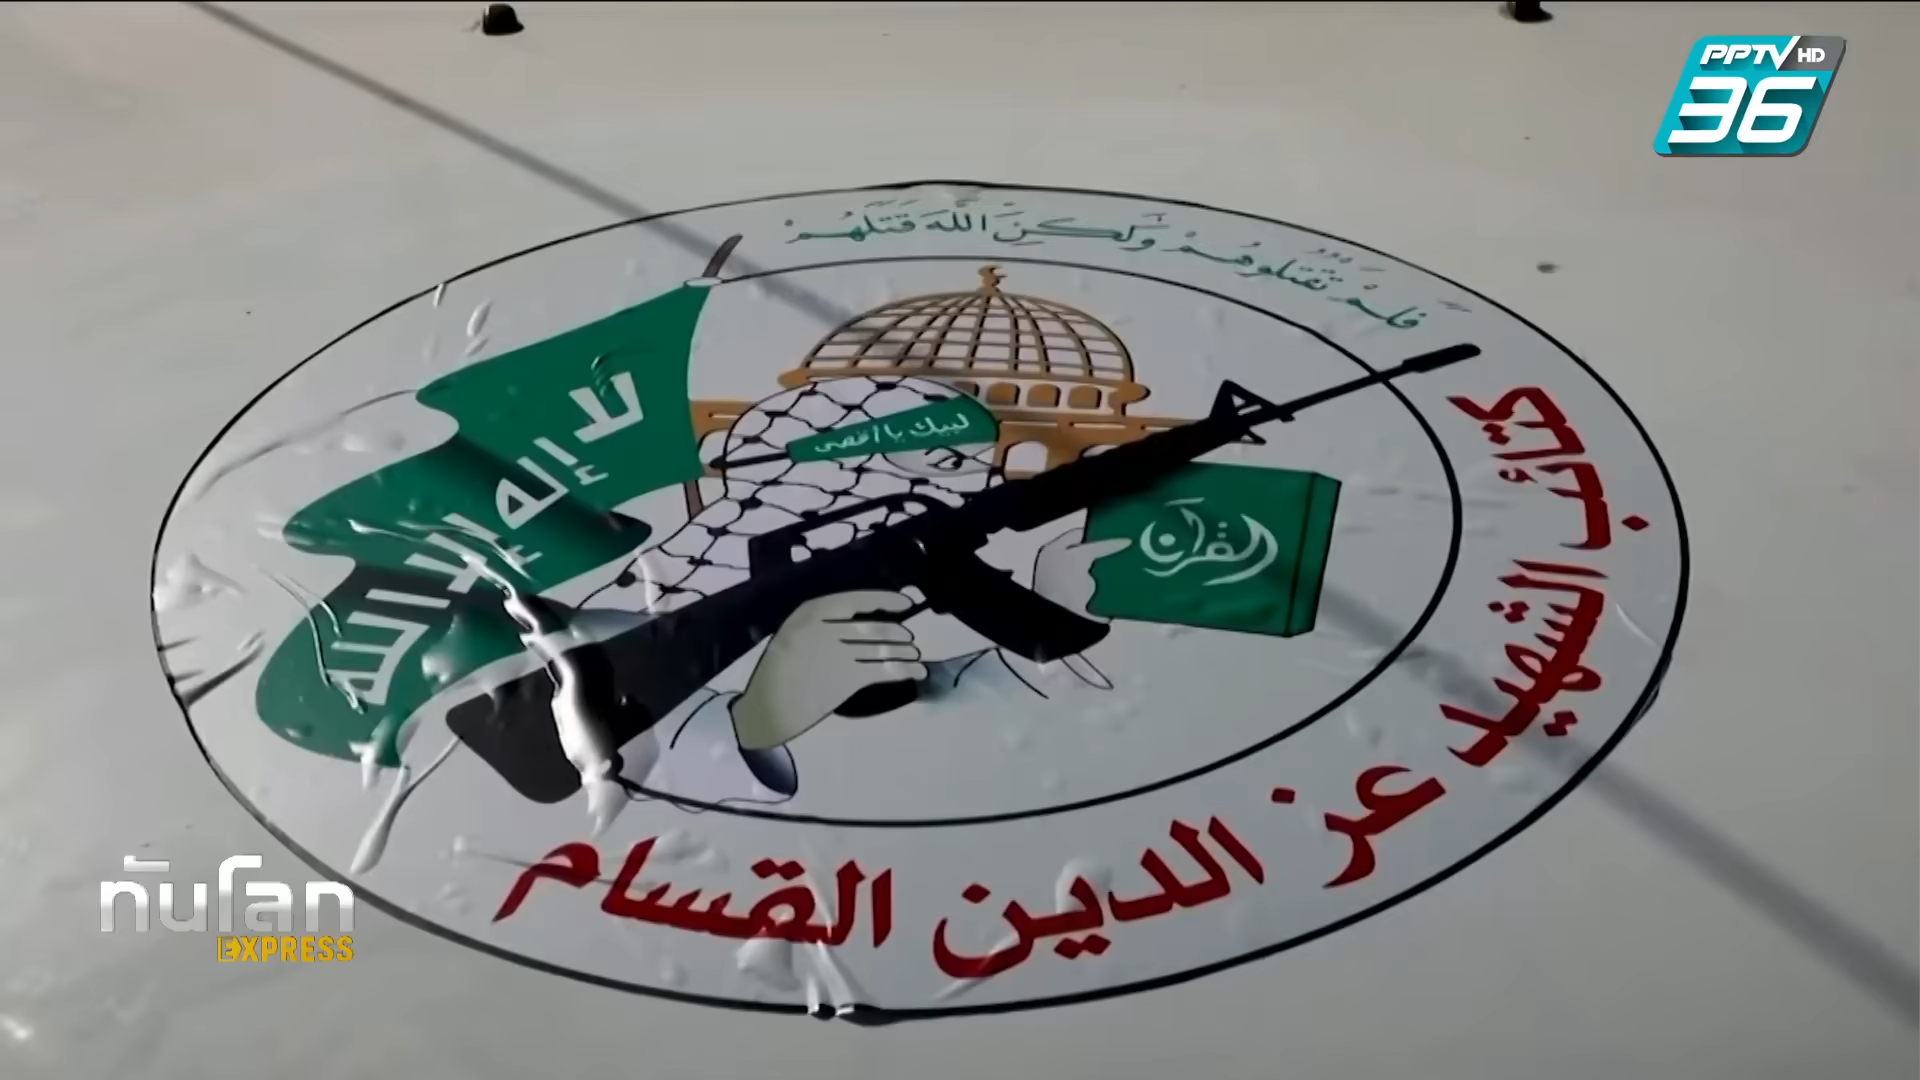 PPTV HD
36
فلم تقتلوهم ولكن الله قتلهم
لا إله إلا الله
لبيك يا أقصى
القرآن
كتائب الشهيد عز الدين القسام
ทันโลก
EXPRESS